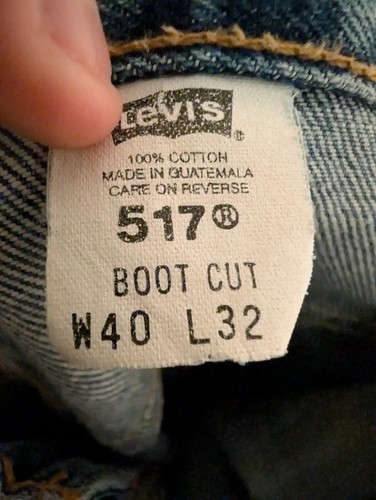 Levi's®
100% COTTON
MADE IN GUATEMALA
CARE ON REVERSE
517®
BOOT CUT
W40 L32